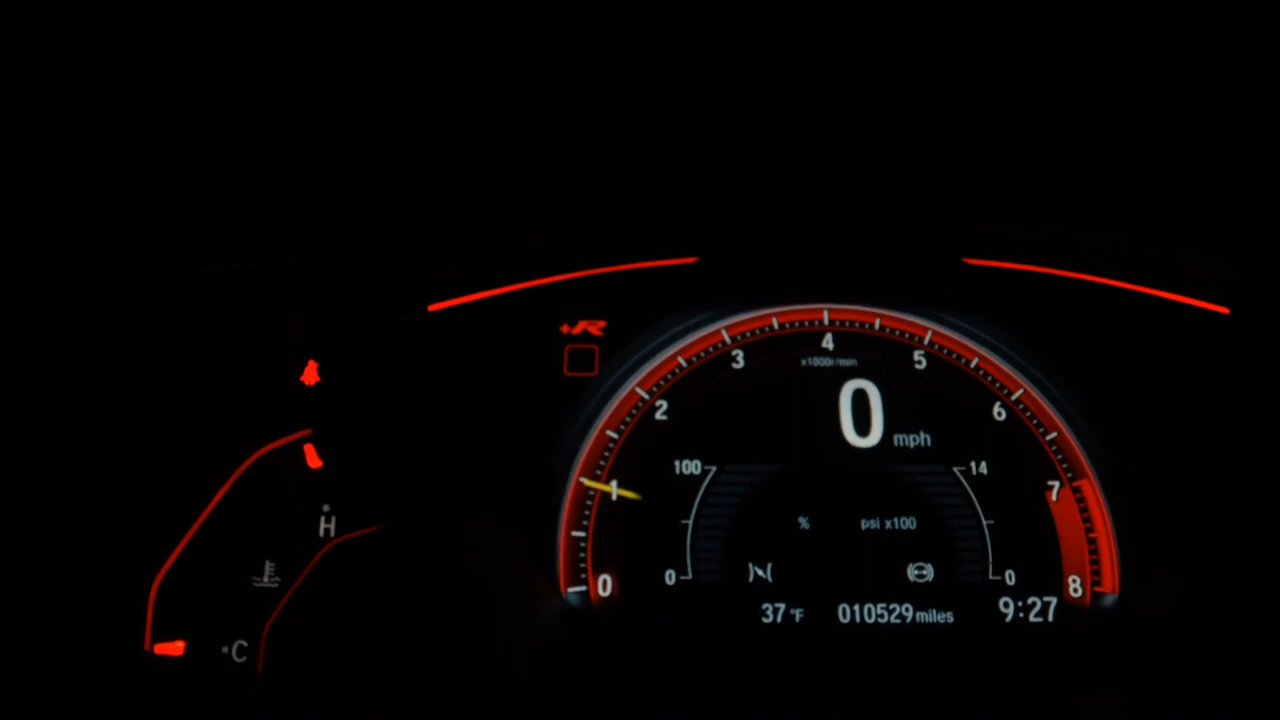 +R
4
3 5
x1000r/min
2 6
0 mph
100 14
1 7
% psi x100
H
0 0
0 8
37 °F 010529 miles 9:27
C